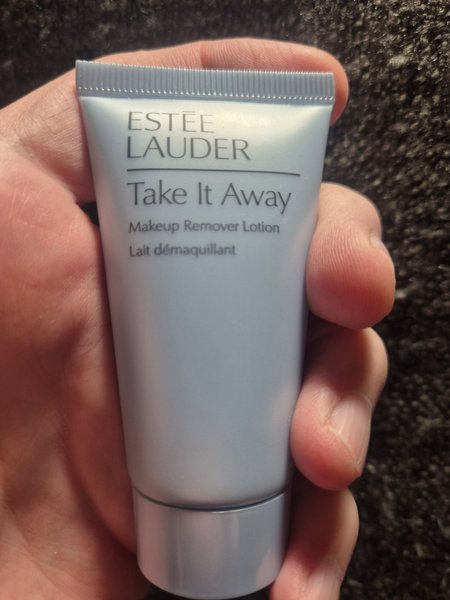 ESTĒE
LAUDER
Take It Away
Makeup Remover Lotion
Lait démaquillant